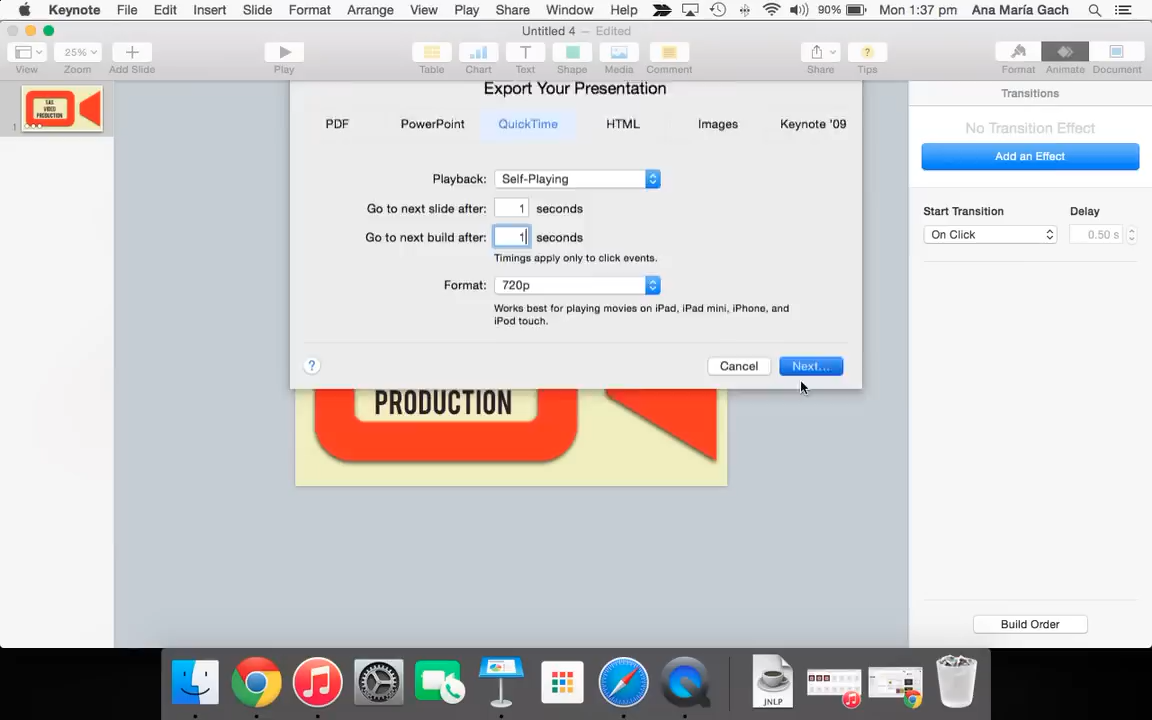 Keynote File Edit Insert Slide Format Arrange View Play Share Window Help 90% Mon 1:37 pm Ana María Gach
Untitled 4 — Edited
25%
View Zoom Add Slide Play Table Chart Text Shape Media Comment Share Tips Format Animate Document
Export Your Presentation
PDF PowerPoint QuickTime HTML Images Keynote '09
Playback: Self-Playing
Go to next slide after: 1 seconds
Go to next build after: 1 seconds
Timings apply only to click events.
Format: 720p
Works best for playing movies on iPad, iPad mini, iPhone, and
iPod touch.
? Cancel Next...
1
SAS
VIDEO
PRODUCTION
PRODUCTION
Transitions
No Transition Effect
Add an Effect
Start Transition Delay
On Click 0.50 s
Build Order
JNLP